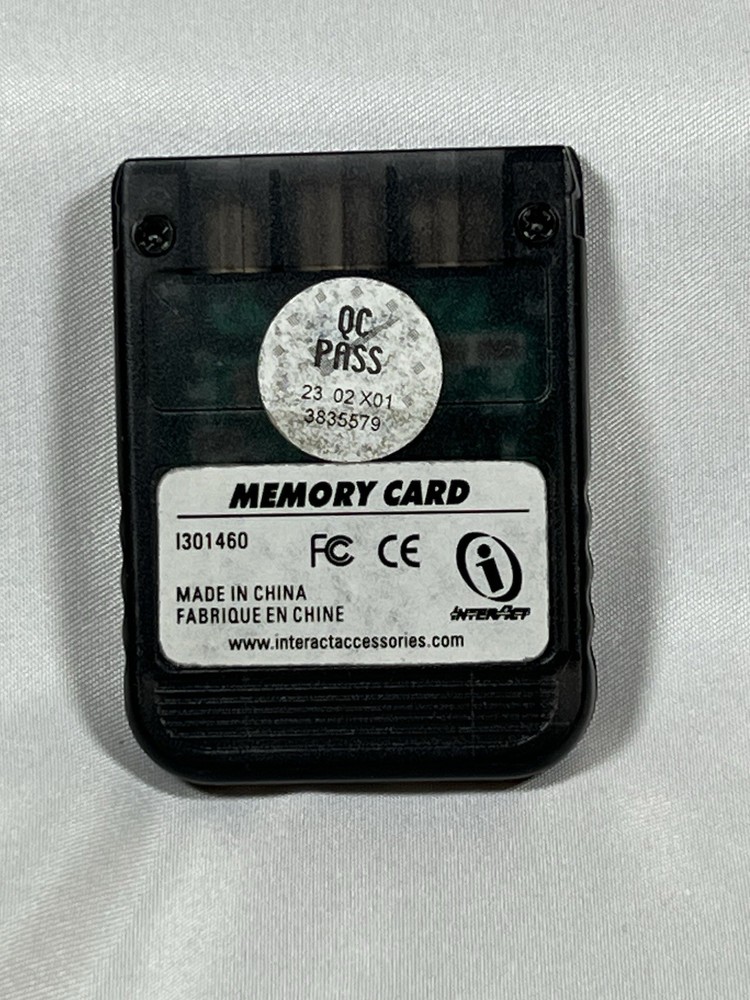 QC
PASS
23 02 X01
3835579
MEMORY CARD
I301460
FC CE
MADE IN CHINA
FABRIQUE EN CHINE
INTERACT
www.interactaccessories.com